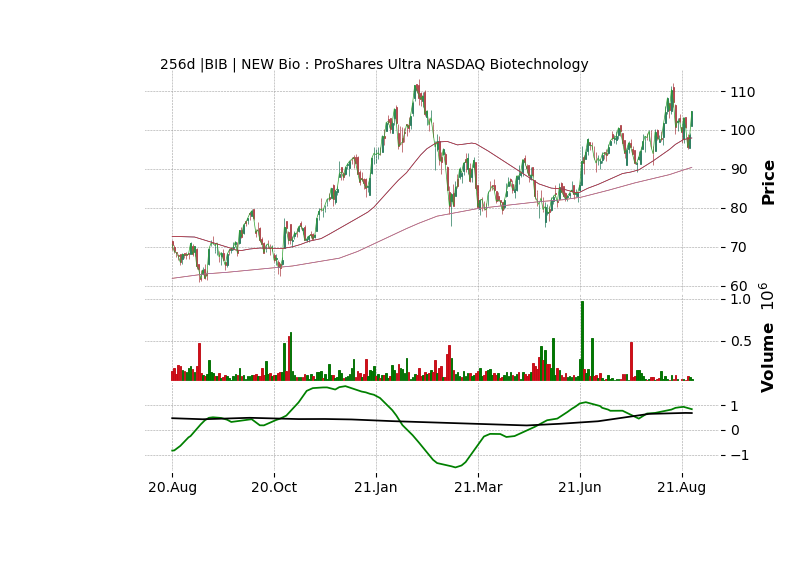 256d |BIB | NEW Bio : ProShares Ultra NASDAQ Biotechnology
110
100
90
80
70
60
Price
1.0
0.5
Volume 10^6
1
0
−1
20.Aug 20.Oct 21.Jan 21.Mar 21.Jun 21.Aug